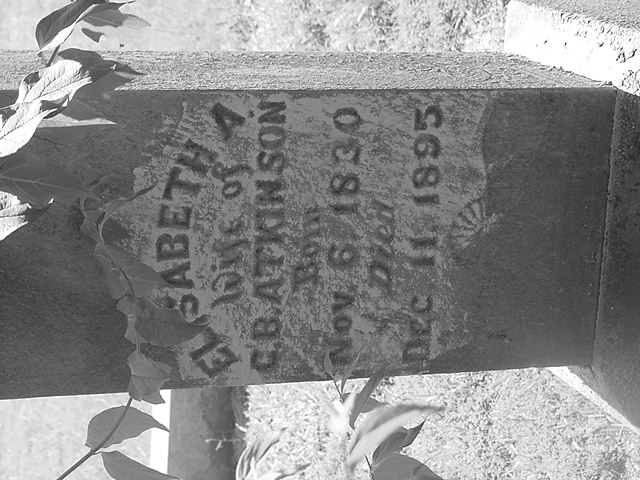 ELISABETH A.
Wife of
C.B. ATKINSON
Born
Nov 6 1830
Died
Dec 11. 1895